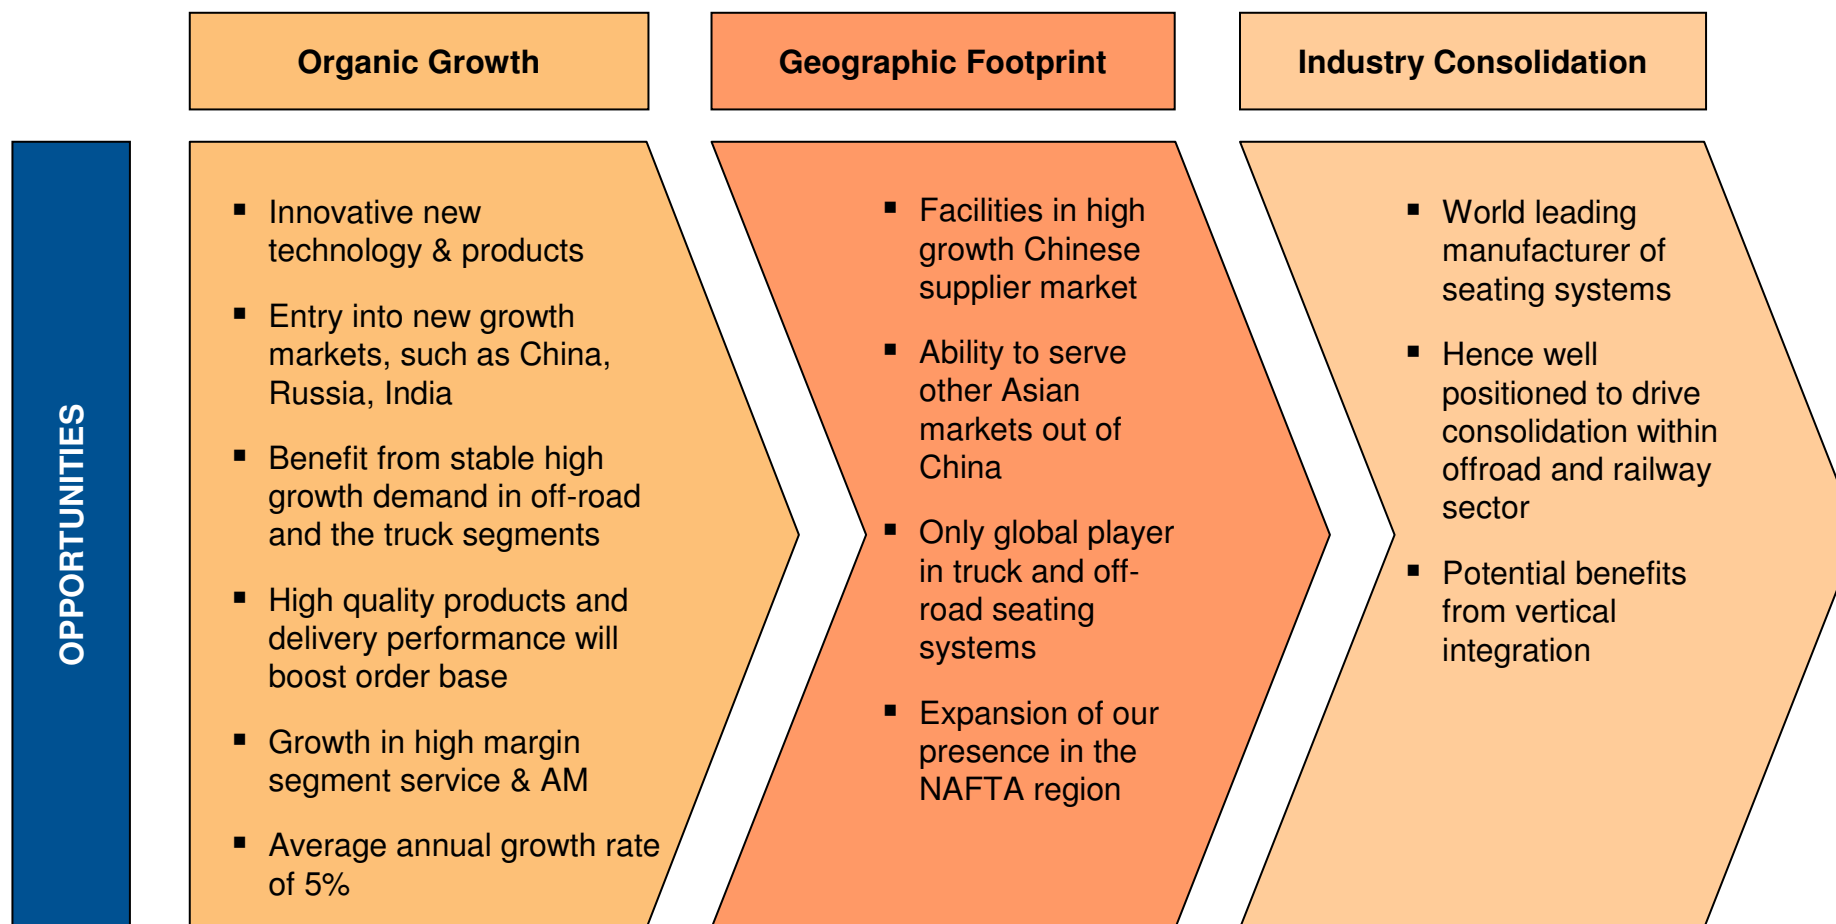 Organic Growth
Geographic Footprint
Industry Consolidation
OPPORTUNITIES
▪ Innovative new
technology & products
▪ Entry into new growth
markets, such as China,
Russia, India
▪ Benefit from stable high
growth demand in off-road
and the truck segments
▪ High quality products and
delivery performance will
boost order base
▪ Growth in high margin
segment service & AM
▪ Average annual growth rate
of 5%
▪ Facilities in high
growth Chinese
supplier market
▪ Ability to serve
other Asian
markets out of
China
▪ Only global player
in truck and off-
road seating
systems
▪ Expansion of our
presence in the
NAFTA region
▪ World leading
manufacturer of
seating systems
▪ Hence well
positioned to drive
consolidation within
offroad and railway
sector
▪ Potential benefits
from vertical
integration